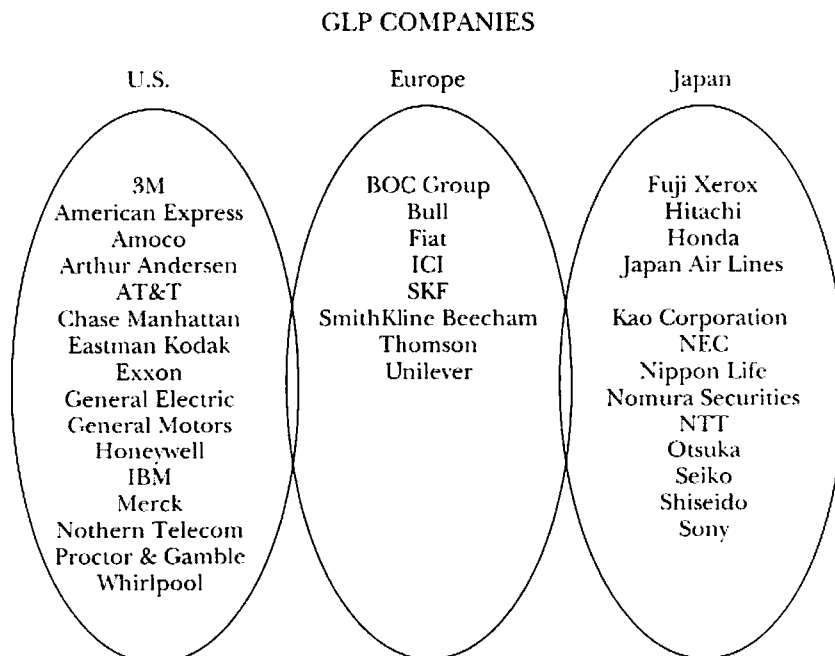 GLP COMPANIES
U.S.
Europe
Japan
3M
American Express
Amoco
Arthur Andersen
AT&T
Chase Manhattan
Eastman Kodak
Exxon
General Electric
General Motors
Honeywell
IBM
Merck
Nothern Telecom
Proctor & Gamble
Whirlpool
BOC Group
Bull
Fiat
ICI
SKF
SmithKline Beecham
Thomson
Unilever
Fuji Xerox
Hitachi
Honda
Japan Air Lines
Kao Corporation
NEC
Nippon Life
Nomura Securities
NTT
Otsuka
Seiko
Shiseido
Sony